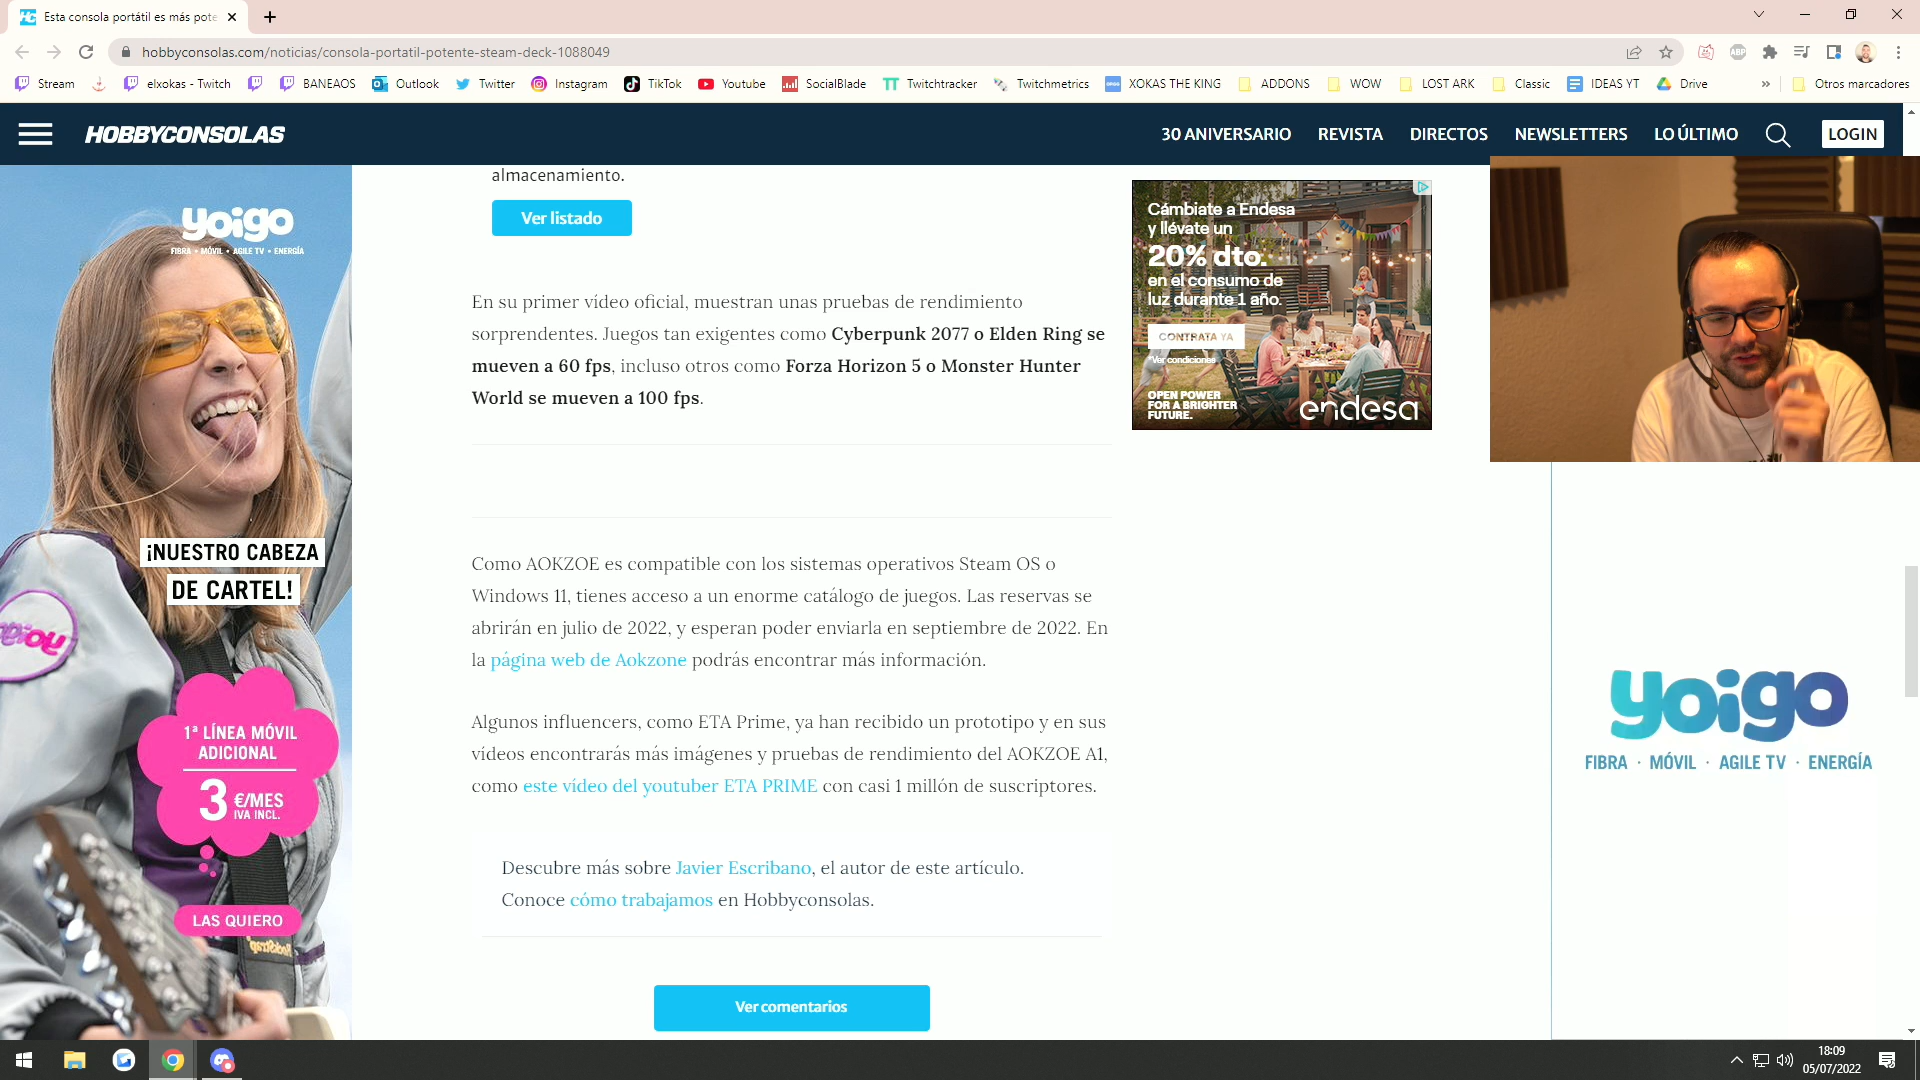 Esta consola portátil es más pote
hobbyconsolas.com/noticias/consola-portatil-potente-steam-deck-1088049
Stream
elxokas - Twitch
BANEAOS
Outlook
Twitter
Instagram
TikTok
Youtube
SocialBlade
Twitchtracker
Twitchmetrics
XOKAS THE KING
ADDONS
WOW
LOST ARK
Classic
IDEAS YT
Drive
»
Otros marcadores
HOBBYCONSOLAS
30 ANIVERSARIO
REVISTA
DIRECTOS
NEWSLETTERS
LO ÚLTIMO
LOGIN
almacenamiento.
Ver listado
En su primer vídeo oficial, muestran unas pruebas de rendimiento
sorprendentes. Juegos tan exigentes como Cyberpunk 2077 o Elden Ring se
mueven a 60 fps, incluso otros como Forza Horizon 5 o Monster Hunter
World se mueven a 100 fps.
Como AOKZOE es compatible con los sistemas operativos Steam OS o
Windows 11, tienes acceso a un enorme catálogo de juegos. Las reservas se
abrirán en julio de 2022, y esperan poder enviarla en septiembre de 2022. En
la página web de Aokzone podrás encontrar más información.
Algunos influencers, como ETA Prime, ya han recibido un prototipo y en sus
vídeos encontrarás más imágenes y pruebas de rendimiento del AOKZOE A1,
como este vídeo del youtuber ETA PRIME con casi 1 millón de suscriptores.
Descubre más sobre Javier Escribano, el autor de este artículo.
Conoce cómo trabajamos en Hobbyconsolas.
Ver comentarios
yoigo
FIBRA · MÓVIL · AGILE TV · ENERGÍA
¡NUESTRO CABEZA
DE CARTEL!
1ª LÍNEA MÓVIL
ADICIONAL
3 €/MES
IVA INCL.
LAS QUIERO
Cámbiate a Endesa
y llévate un
20% dto.
en el consumo de
luz durante 1 año.
CONTRATA YA
*Ver condiciones
OPEN POWER
FOR A BRIGHTER
FUTURE.
endesa
yoigo
FIBRA · MÓVIL · AGILE TV · ENERGÍA
18:09
05/07/2022